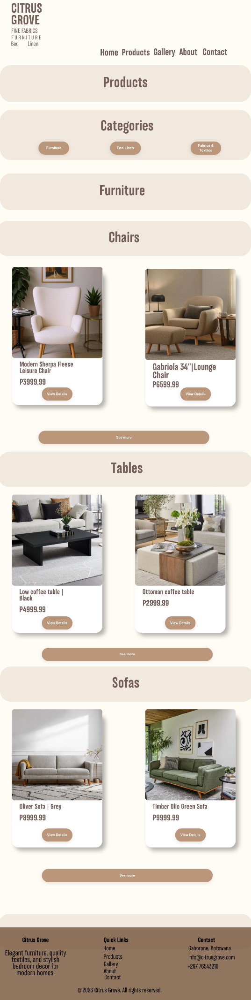 CITRUS
GROVE
FINE FABRICS
FURNITURE
Bed Linen
Home Products Gallery About Contact
Products
Categories
Furniture
Bed Linen
Fabrics &
Textiles
Furniture
Chairs
Modern Sherpa Fleece
Leisure Chair
P3999.99
View Details
Gabriola 34"|Lounge
Chair
P6599.99
View Details
See more
Tables
Low coffee table |
Black
P4999.99
View Details
Ottoman coffee table
P2999.99
View Details
See more
Sofas
Oliver Sofa | Grey
P8999.99
View Details
Timber Olio Green Sofa
P9999.99
View Details
See more
Citrus Grove
Elegant furniture, quality
textiles, and stylish
bedroom decor for
modern homes.
Quick Links
Home
Products
Gallery
About
Contact
Contact
Gaborone, Botswana
info@citrusgrove.com
+267 76543210
© 2026 Citrus Grove. All rights reserved.